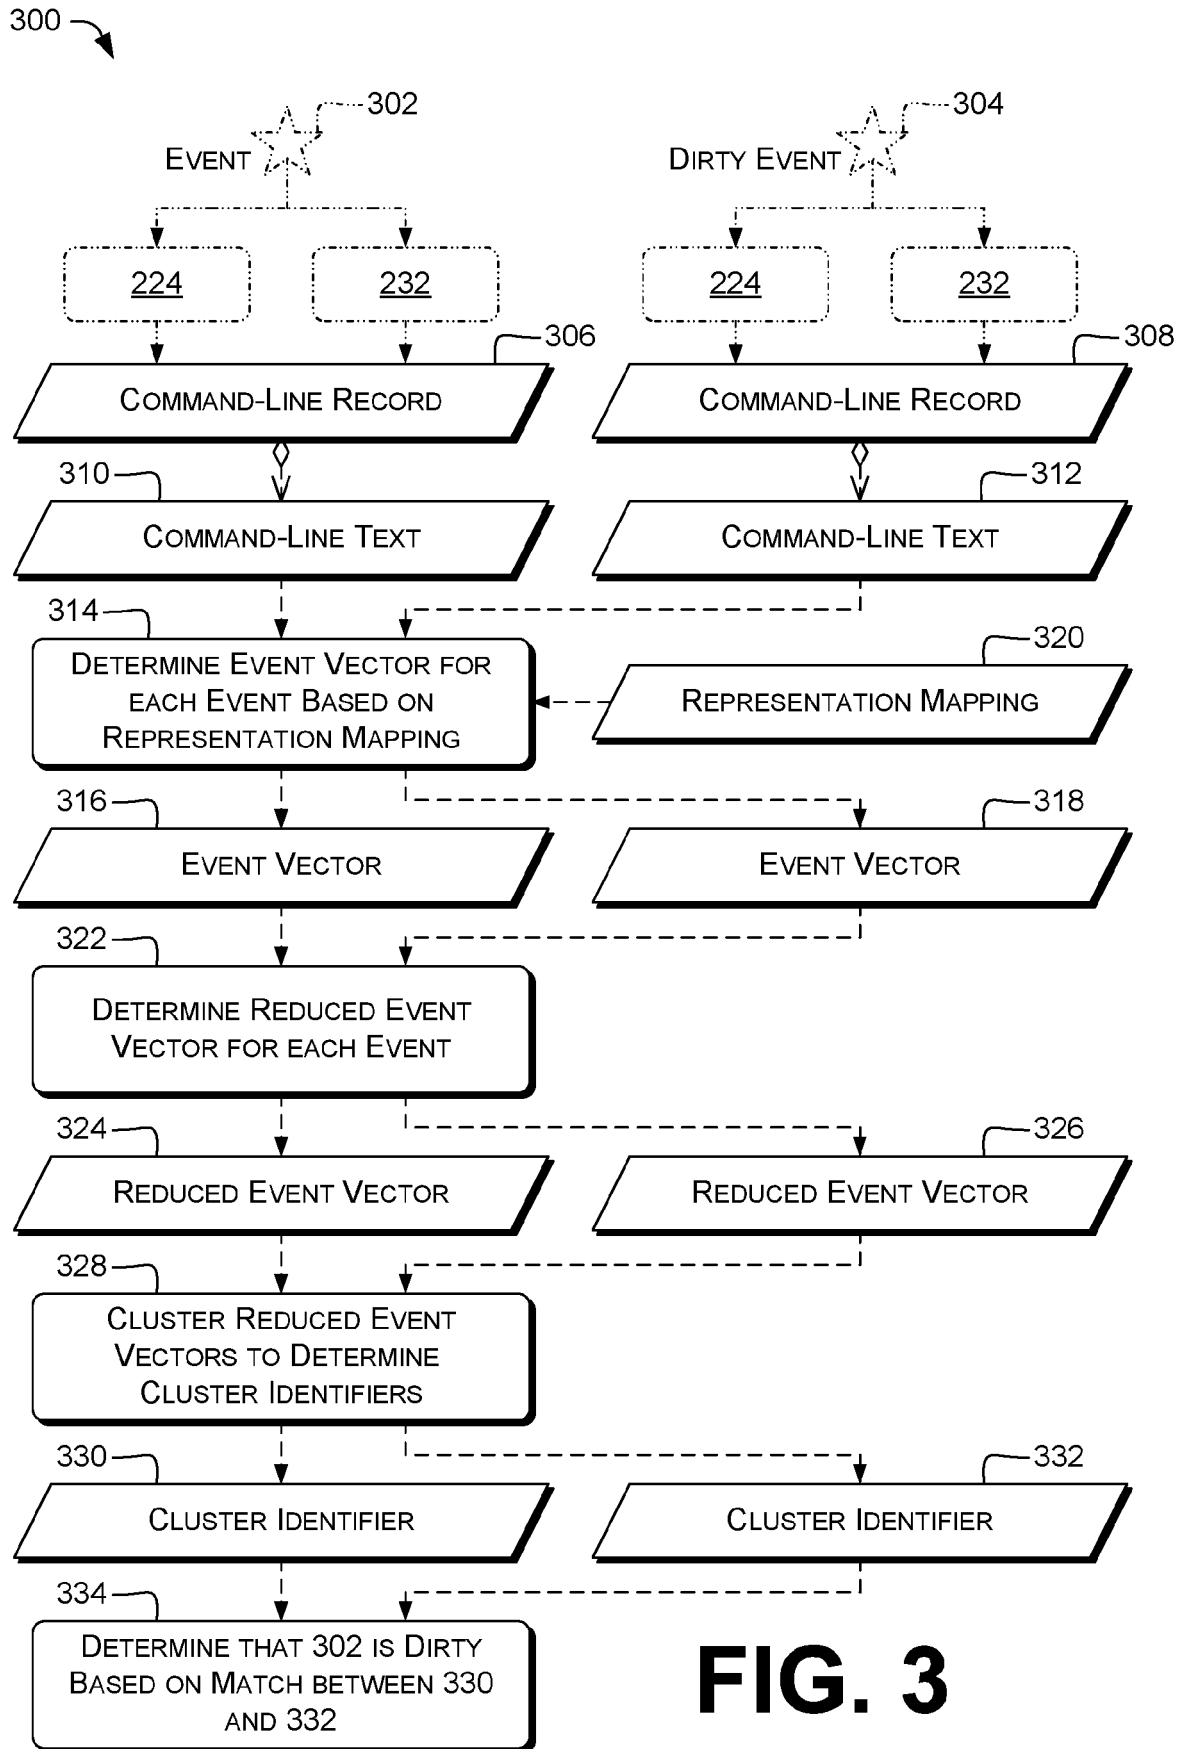 300
302
304
EVENT
DIRTY EVENT
224
232
224
232
306
308
COMMAND-LINE RECORD
COMMAND-LINE RECORD
310
312
COMMAND-LINE TEXT
COMMAND-LINE TEXT
314
DETERMINE EVENT VECTOR FOR
EACH EVENT BASED ON
REPRESENTATION MAPPING
320
REPRESENTATION MAPPING
316
318
EVENT VECTOR
EVENT VECTOR
322
DETERMINE REDUCED EVENT
VECTOR FOR EACH EVENT
324
326
REDUCED EVENT VECTOR
REDUCED EVENT VECTOR
328
CLUSTER REDUCED EVENT
VECTORS TO DETERMINE
CLUSTER IDENTIFIERS
330
332
CLUSTER IDENTIFIER
CLUSTER IDENTIFIER
334
DETERMINE THAT 302 IS DIRTY
BASED ON MATCH BETWEEN 330
AND 332
FIG. 3